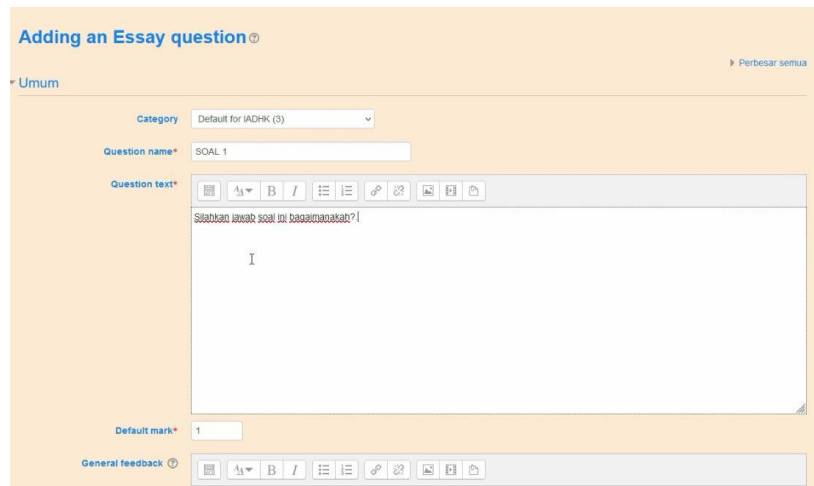 Adding an Essay question
Perbesar semua
Umum
Category Default for IADHK (3)
Question name* SOAL 1
Question text*
B I
Silahkan jawab soal ini bagaimanakah?
Default mark* 1
General feedback
B I